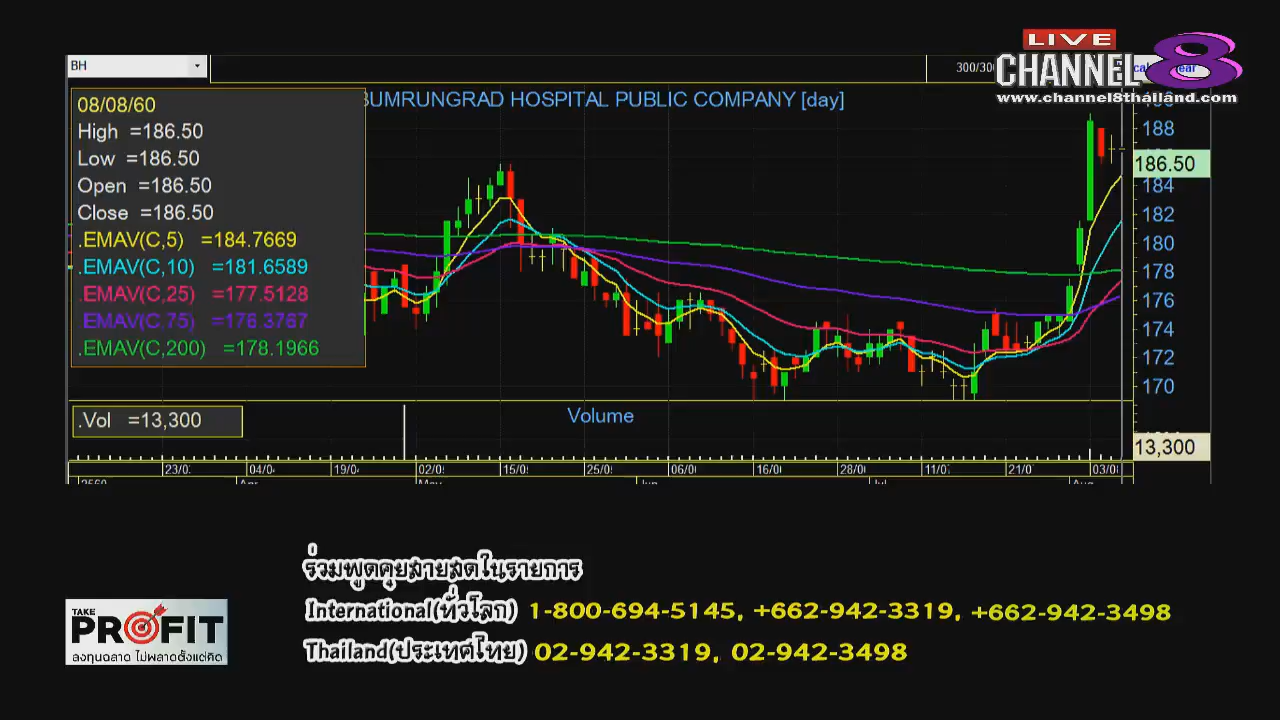 LIVE
CHANNEL 8
www.channel8thailand.com
BH
300/300
BUMRUNGRAD HOSPITAL PUBLIC COMPANY [day]
08/08/60
High =186.50
Low =186.50
Open =186.50
Close =186.50
.EMAV(C,5) =184.7669
.EMAV(C,10) =181.6589
.EMAV(C,25) =177.5128
.EMAV(C,75) =176.3767
.EMAV(C,200) =178.1966
188
186.50
184
182
180
178
176
174
172
170
.Vol =13,300
Volume
13,300
23/0 04/0 19/0 02/0 15/0 25/0 06/0 16/0 28/0 11/0 21/0 03/0
2560 Apr May Jun Jul Aug
ร่วมพูดคุยสายสดในรายการ
International(ทั่วโลก) 1-800-694-5145, +662-942-3319, +662-942-3498
Thailand(ประเทศไทย) 02-942-3319, 02-942-3498
TAKE
PROFIT
ลงทุนฉลาด ไม่พลาดตั้งแต่คิด